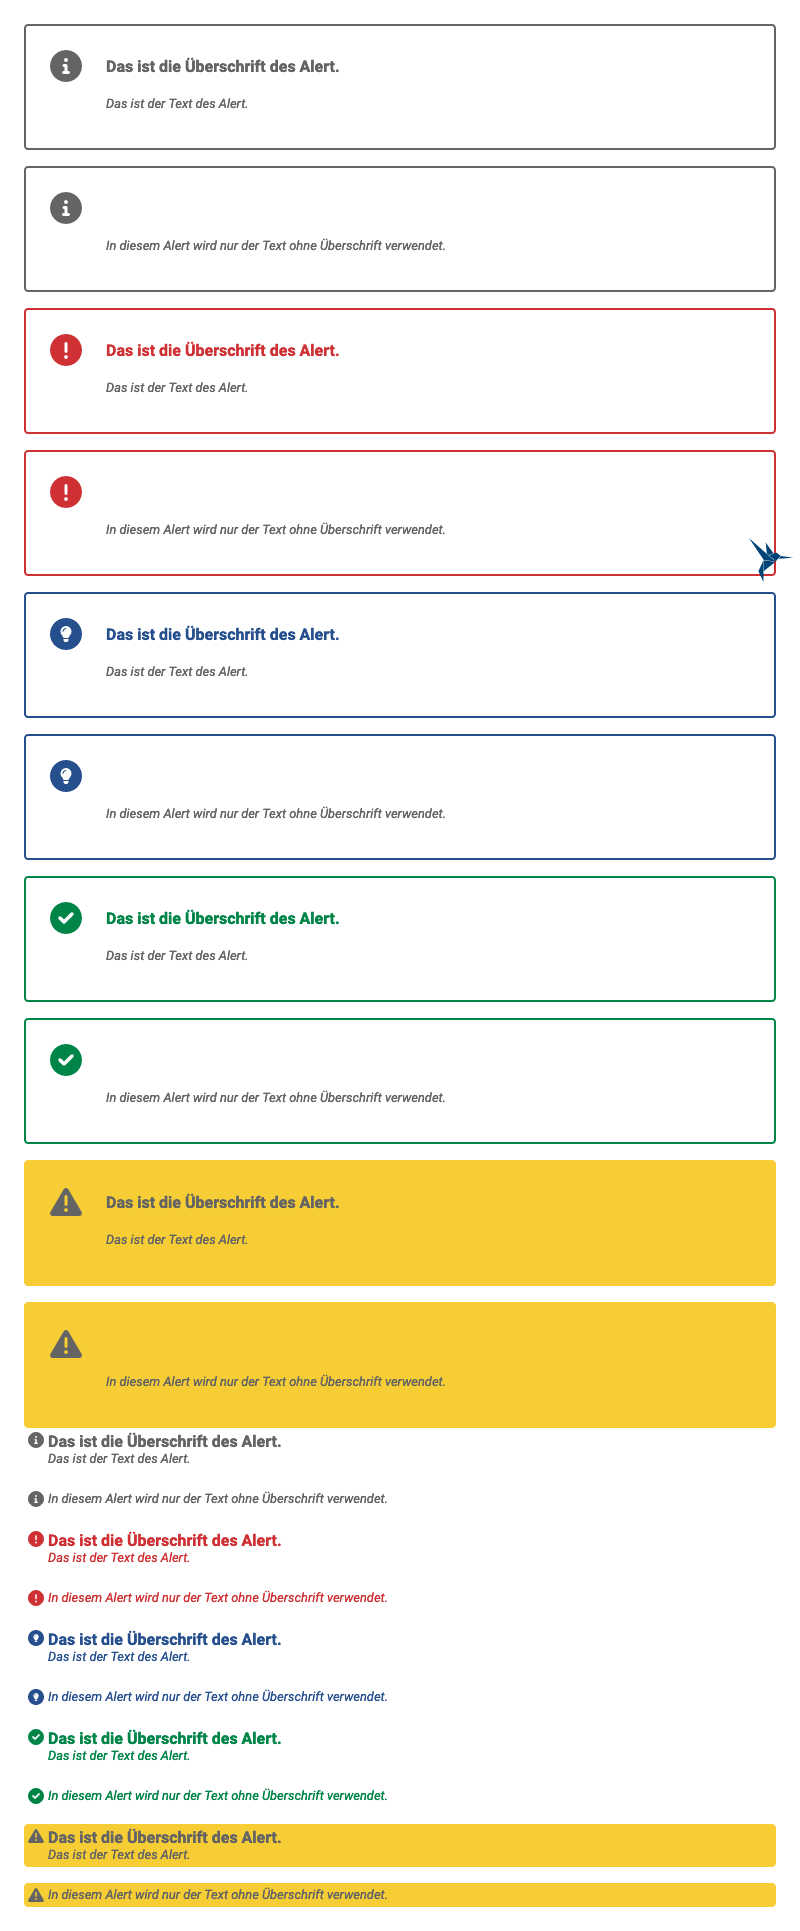 Das ist die Überschrift des Alert.
Das ist der Text des Alert.
In diesem Alert wird nur der Text ohne Überschrift verwendet.
Das ist die Überschrift des Alert.
Das ist der Text des Alert.
In diesem Alert wird nur der Text ohne Überschrift verwendet.
Das ist die Überschrift des Alert.
Das ist der Text des Alert.
In diesem Alert wird nur der Text ohne Überschrift verwendet.
Das ist die Überschrift des Alert.
Das ist der Text des Alert.
In diesem Alert wird nur der Text ohne Überschrift verwendet.
Das ist die Überschrift des Alert.
Das ist der Text des Alert.
In diesem Alert wird nur der Text ohne Überschrift verwendet.
Das ist die Überschrift des Alert.
Das ist der Text des Alert.
In diesem Alert wird nur der Text ohne Überschrift verwendet.
Das ist die Überschrift des Alert.
Das ist der Text des Alert.
In diesem Alert wird nur der Text ohne Überschrift verwendet.
Das ist die Überschrift des Alert.
Das ist der Text des Alert.
In diesem Alert wird nur der Text ohne Überschrift verwendet.
Das ist die Überschrift des Alert.
Das ist der Text des Alert.
In diesem Alert wird nur der Text ohne Überschrift verwendet.
Das ist die Überschrift des Alert.
Das ist der Text des Alert.
In diesem Alert wird nur der Text ohne Überschrift verwendet.